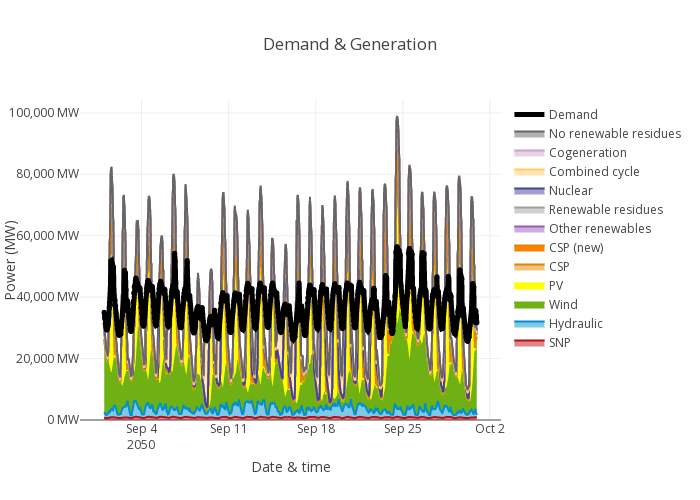 Demand & Generation
100,000 MW
80,000 MW
60,000 MW
40,000 MW
20,000 MW
0 MW
Power (MW)
Sep 4
2050
Sep 11
Sep 18
Sep 25
Oct 2
Date & time
Demand
No renewable residues
Cogeneration
Combined cycle
Nuclear
Renewable residues
Other renewables
CSP (new)
CSP
PV
Wind
Hydraulic
SNP